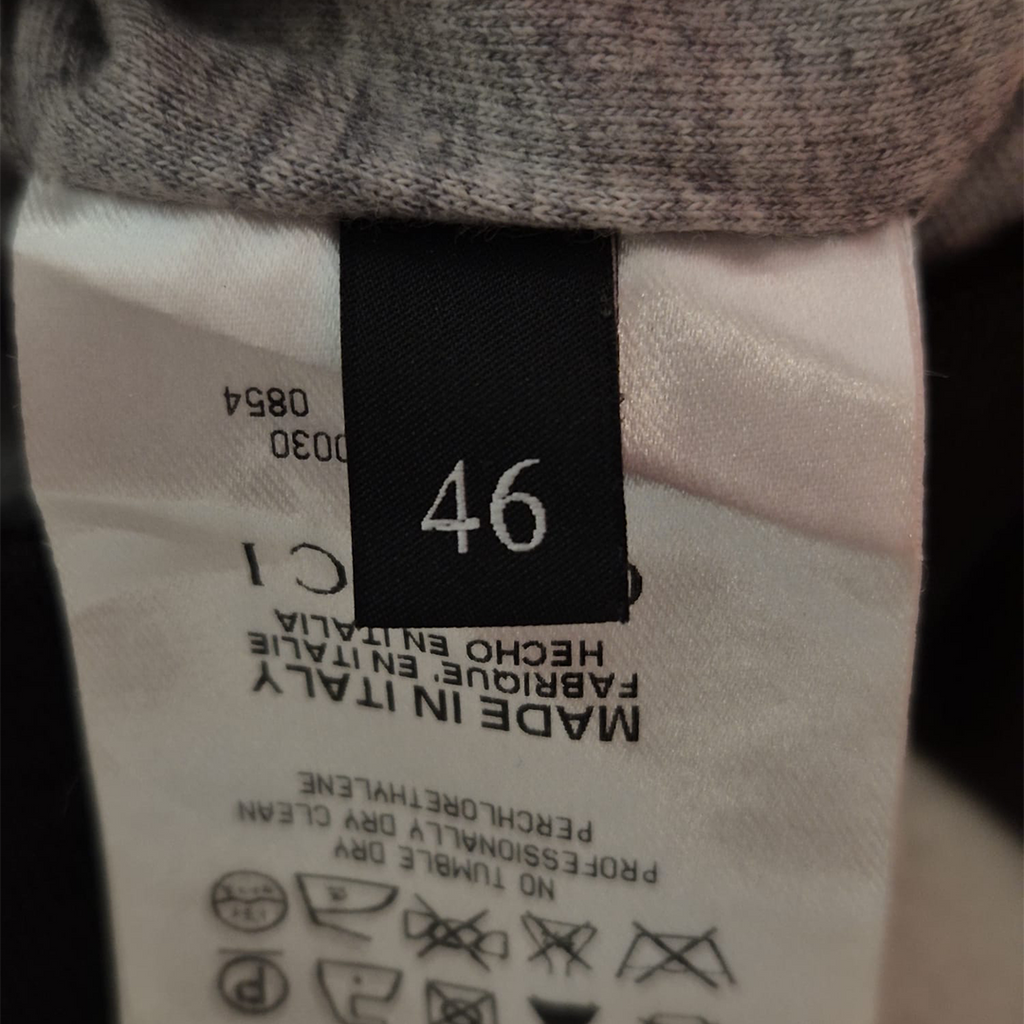 46
P
NO TUMBLE DRY
PROFESSIONALLY DRY CLEAN
PERCHLORETHYLENE
MADE IN ITALY
FABRIQUE' EN ITALIE
HECHO EN ITALIA
CI
0030
0854